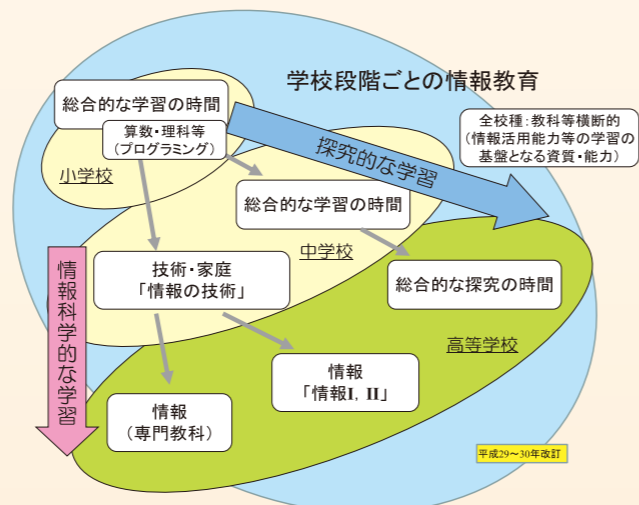 学校段階ごとの情報教育
総合的な学習の時間
算数・理科等
(プログラミング)
小学校
全校種:教科等横断的
(情報活用能力等の学習の
基盤となる資質・能力)
探究的な学習
総合的な学習の時間
中学校
技術・家庭
「情報の技術」
総合的な探究の時間
情報科学的な学習
高等学校
情報
「情報I, II」
情報
(専門教科)
平成29~30年改訂